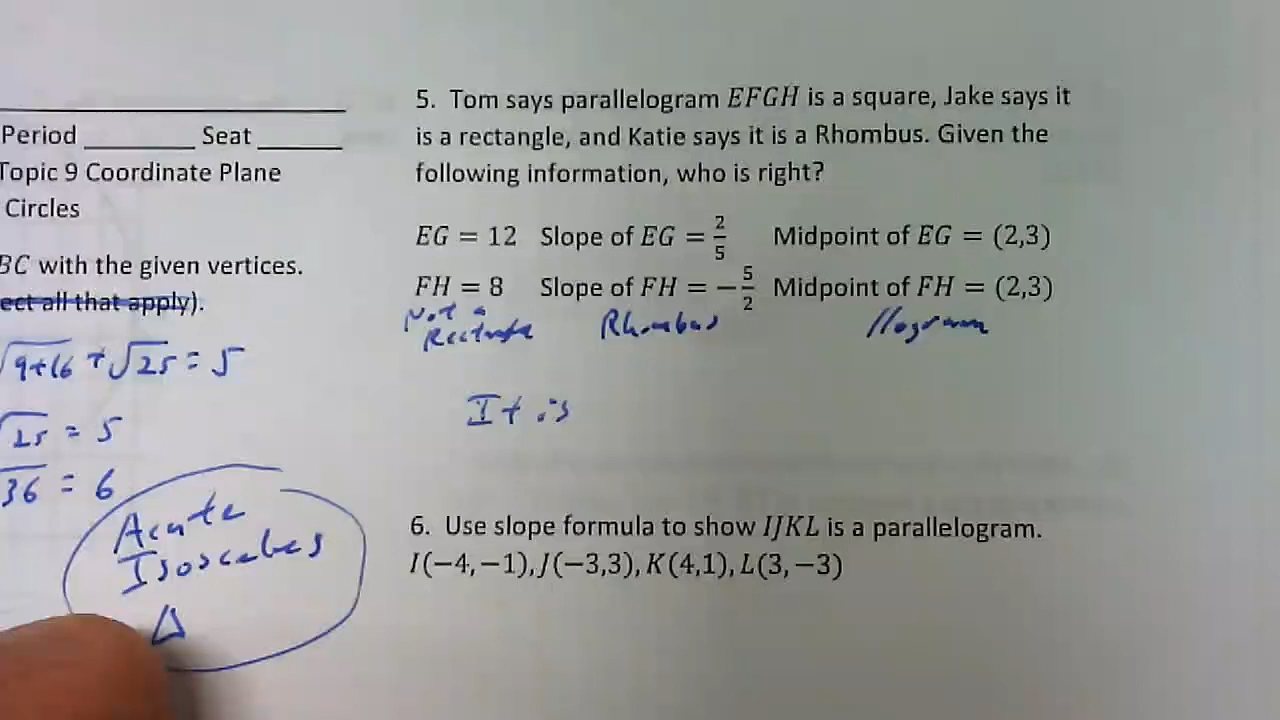 Period ________ Seat ______
Topic 9 Coordinate Plane
Circles
BC with the given vertices.
ect all that apply).
√9+16 + √25 = 5
√25 = 5
√36 = 6
Acute
Isosceles
Δ
5. Tom says parallelogram EFGH is a square, Jake says it
is a rectangle, and Katie says it is a Rhombus. Given the
following information, who is right?
EG = 12 Slope of EG = 2/5 Midpoint of EG = (2,3)
FH = 8 Slope of FH = −5/2 Midpoint of FH = (2,3)
Not a
Rectangle Rhombus //ogram
It is
6. Use slope formula to show IJKL is a parallelogram.
I(−4,−1), J(−3,3), K(4,1), L(3,−3)